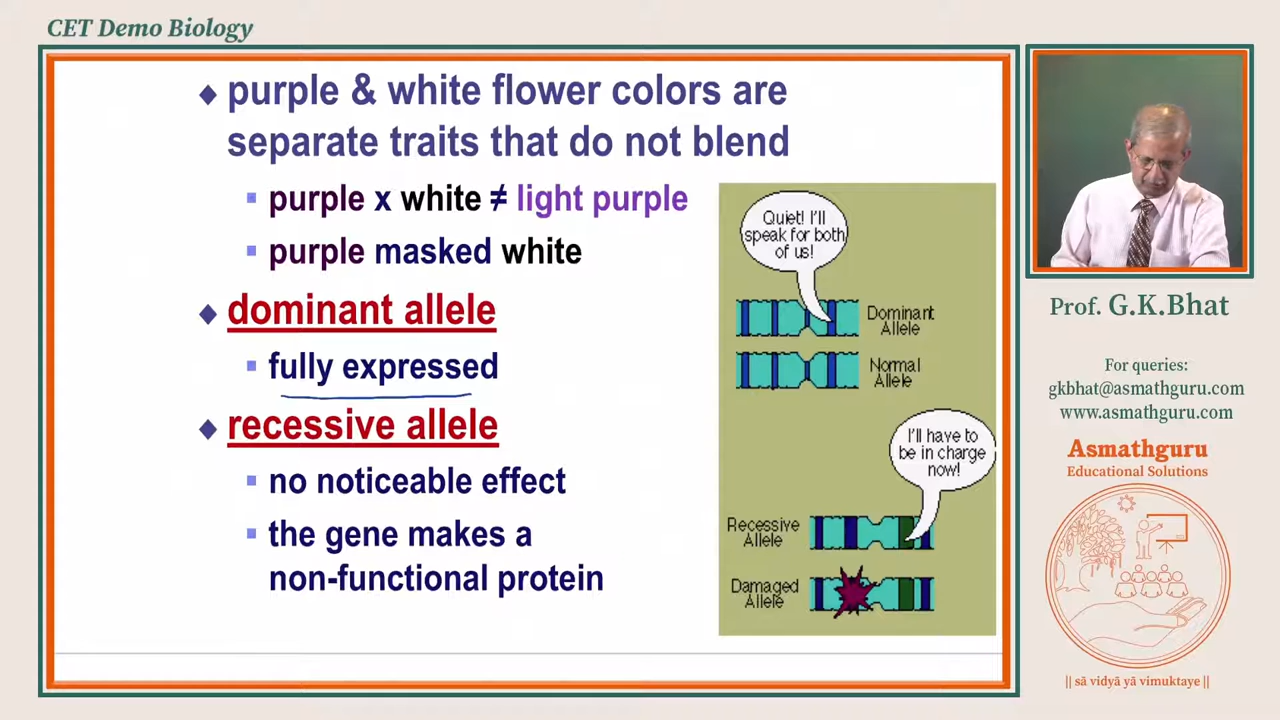 CET Demo Biology
purple & white flower colors are
separate traits that do not blend
purple x white ≠ light purple
purple masked white
dominant allele
fully expressed
recessive allele
no noticeable effect
the gene makes a
non-functional protein
Quiet! I'll
speak for both
of us!
Dominant
Allele
Normal
Allele
I'll have to
be in charge
now!
Recessive
Allele
Damaged
Allele
Prof. G.K.Bhat
For queries:
gkbhat@asmathguru.com
www.asmathguru.com
Asmathguru
Educational Solutions
|| sā vidyā yā vimuktaye ||